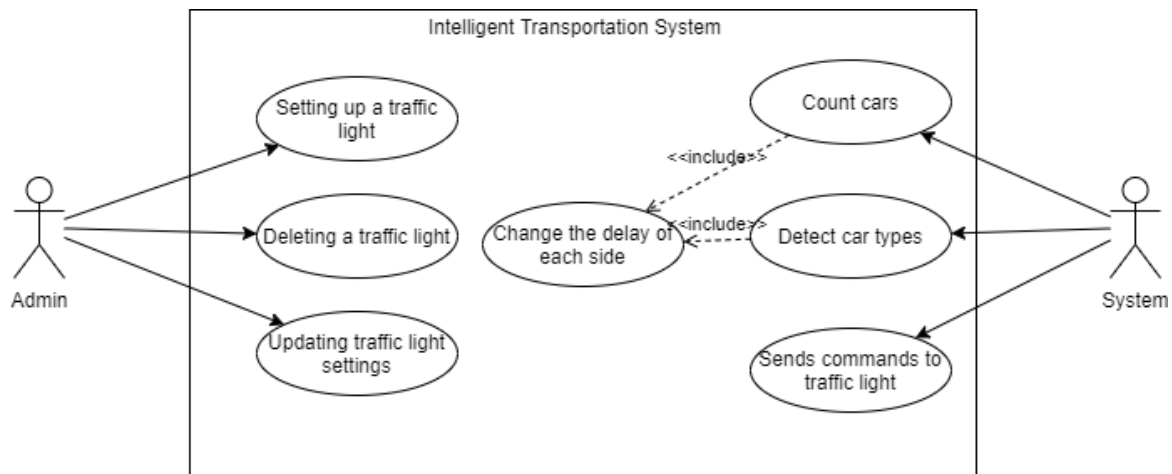 Intelligent Transportation System
Setting up a traffic
light
Count cars
<<include>>
Deleting a traffic light
Change the delay of
each side
<<include>>
Detect car types
Admin
System
Updating traffic light
settings
Sends commands to
traffic light